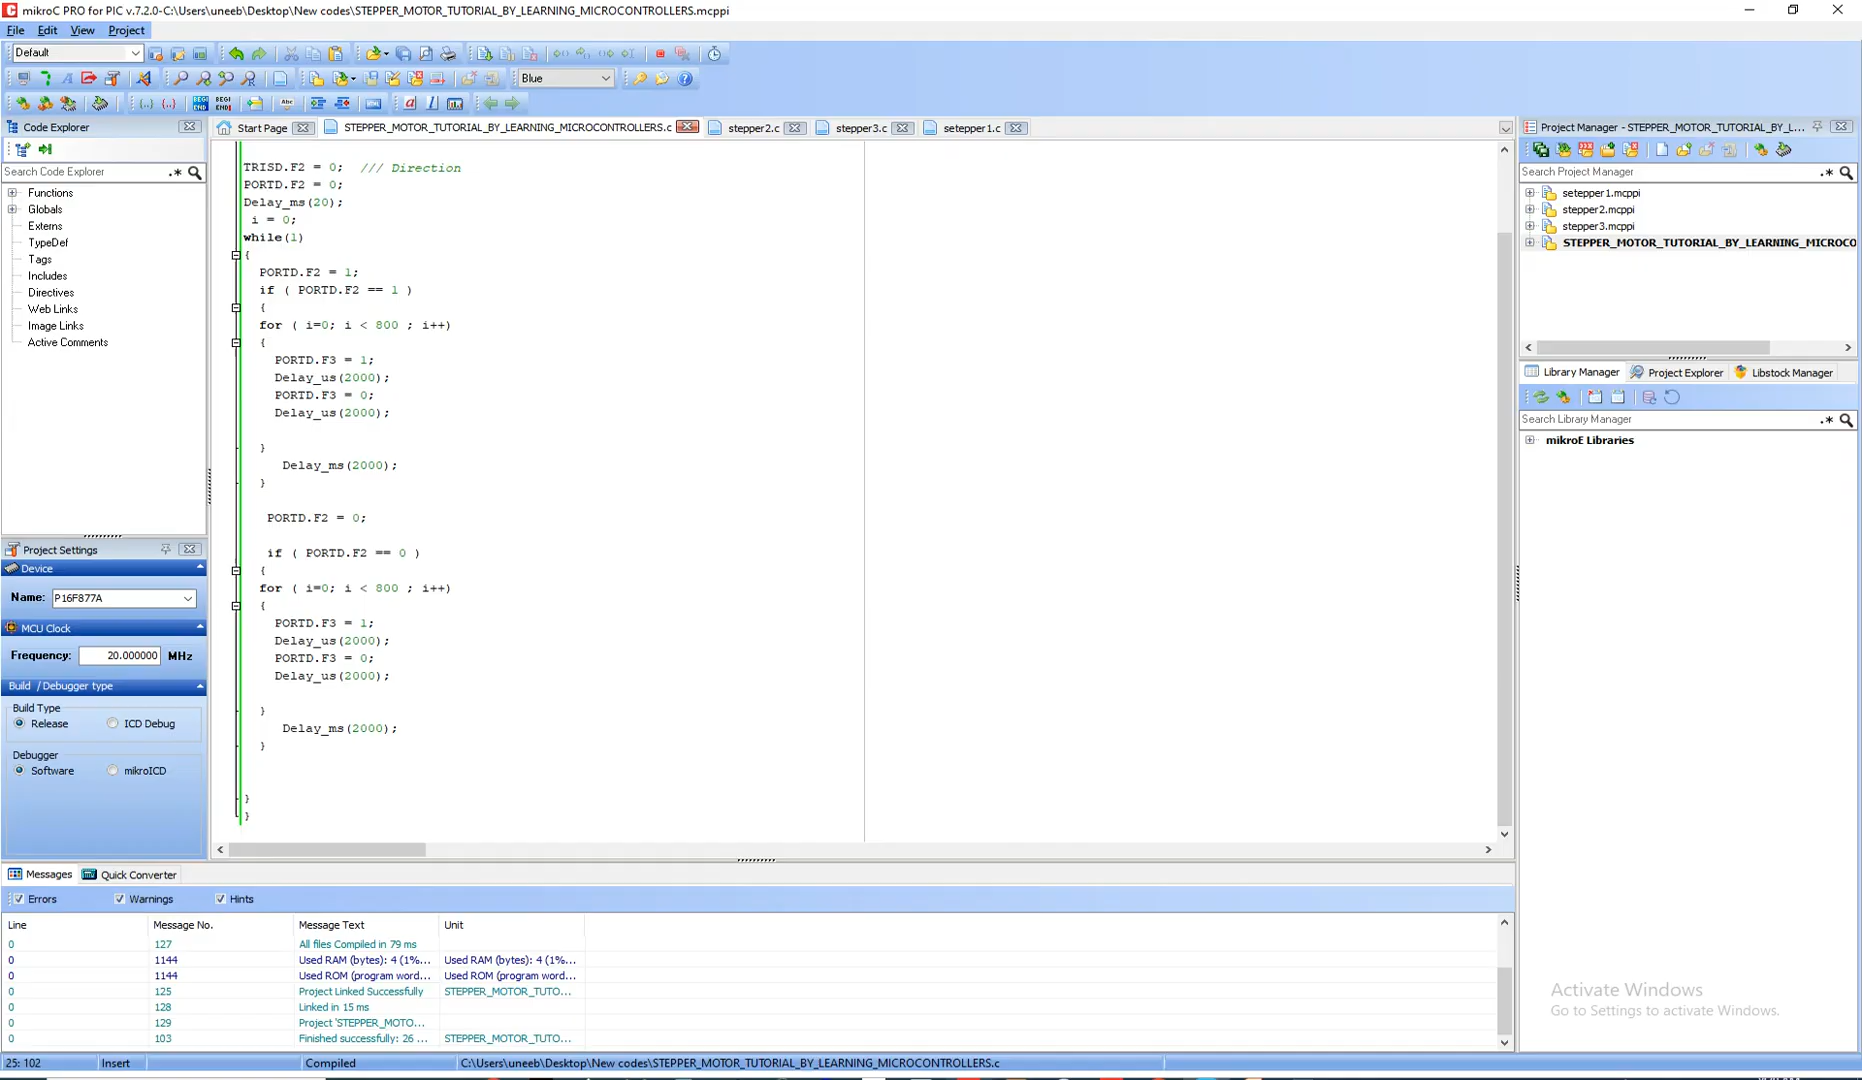 mikroC PRO for PIC v.7.2.0-C:\Users\uneeb\Desktop\New codes\STEPPER_MOTOR_TUTORIAL_BY_LEARNING_MICROCONTROLLERS.mcppi
File Edit View Project
Default
Blue
Code Explorer
Search Code Explorer
Functions
Globals
Externs
TypeDef
Tags
Includes
Directives
Web Links
Image Links
Active Comments
Project Settings
Device
Name: P16F877A
MCU Clock
Frequency: 20.000000 MHz
Build / Debugger type
Build Type
Release ICD Debug
Debugger
Software mikroICD
Start Page STEPPER_MOTOR_TUTORIAL_BY_LEARNING_MICROCONTROLLERS.c stepper2.c stepper3.c setepper1.c
TRISD.F2 = 0; /// Direction
PORTD.F2 = 0;
Delay_ms(20);
i = 0;
while(1)
{
PORTD.F2 = 1;
if ( PORTD.F2 == 1 )
{
for ( i=0; i < 800 ; i++)
{
PORTD.F3 = 1;
Delay_us(2000);
PORTD.F3 = 0;
Delay_us(2000);
}
Delay_ms(2000);
}
PORTD.F2 = 0;
if ( PORTD.F2 == 0 )
{
for ( i=0; i < 800 ; i++)
{
PORTD.F3 = 1;
Delay_us(2000);
PORTD.F3 = 0;
Delay_us(2000);
}
Delay_ms(2000);
}
}
}
Project Manager - STEPPER_MOTOR_TUTORIAL_BY_L...
Search Project Manager
setepper1.mcppi
stepper2.mcppi
stepper3.mcppi
STEPPER_MOTOR_TUTORIAL_BY_LEARNING_MICROCO
Library Manager Project Explorer Libstock Manager
Search Library Manager
mikroE Libraries
Messages Quick Converter
Errors Warnings Hints
Line Message No. Message Text Unit
0 127 All files Compiled in 79 ms
0 1144 Used RAM (bytes): 4 (1%... Used RAM (bytes): 4 (1%...
0 1144 Used ROM (program word... Used ROM (program word...
0 125 Project Linked Successfully STEPPER_MOTOR_TUTO...
0 128 Linked in 15 ms
0 129 Project 'STEPPER_MOTO...
0 103 Finished successfully: 26 ... STEPPER_MOTOR_TUTO...
Activate Windows
Go to Settings to activate Windows.
25: 102 Insert Compiled C:\Users\uneeb\Desktop\New codes\STEPPER_MOTOR_TUTORIAL_BY_LEARNING_MICROCONTROLLERS.c